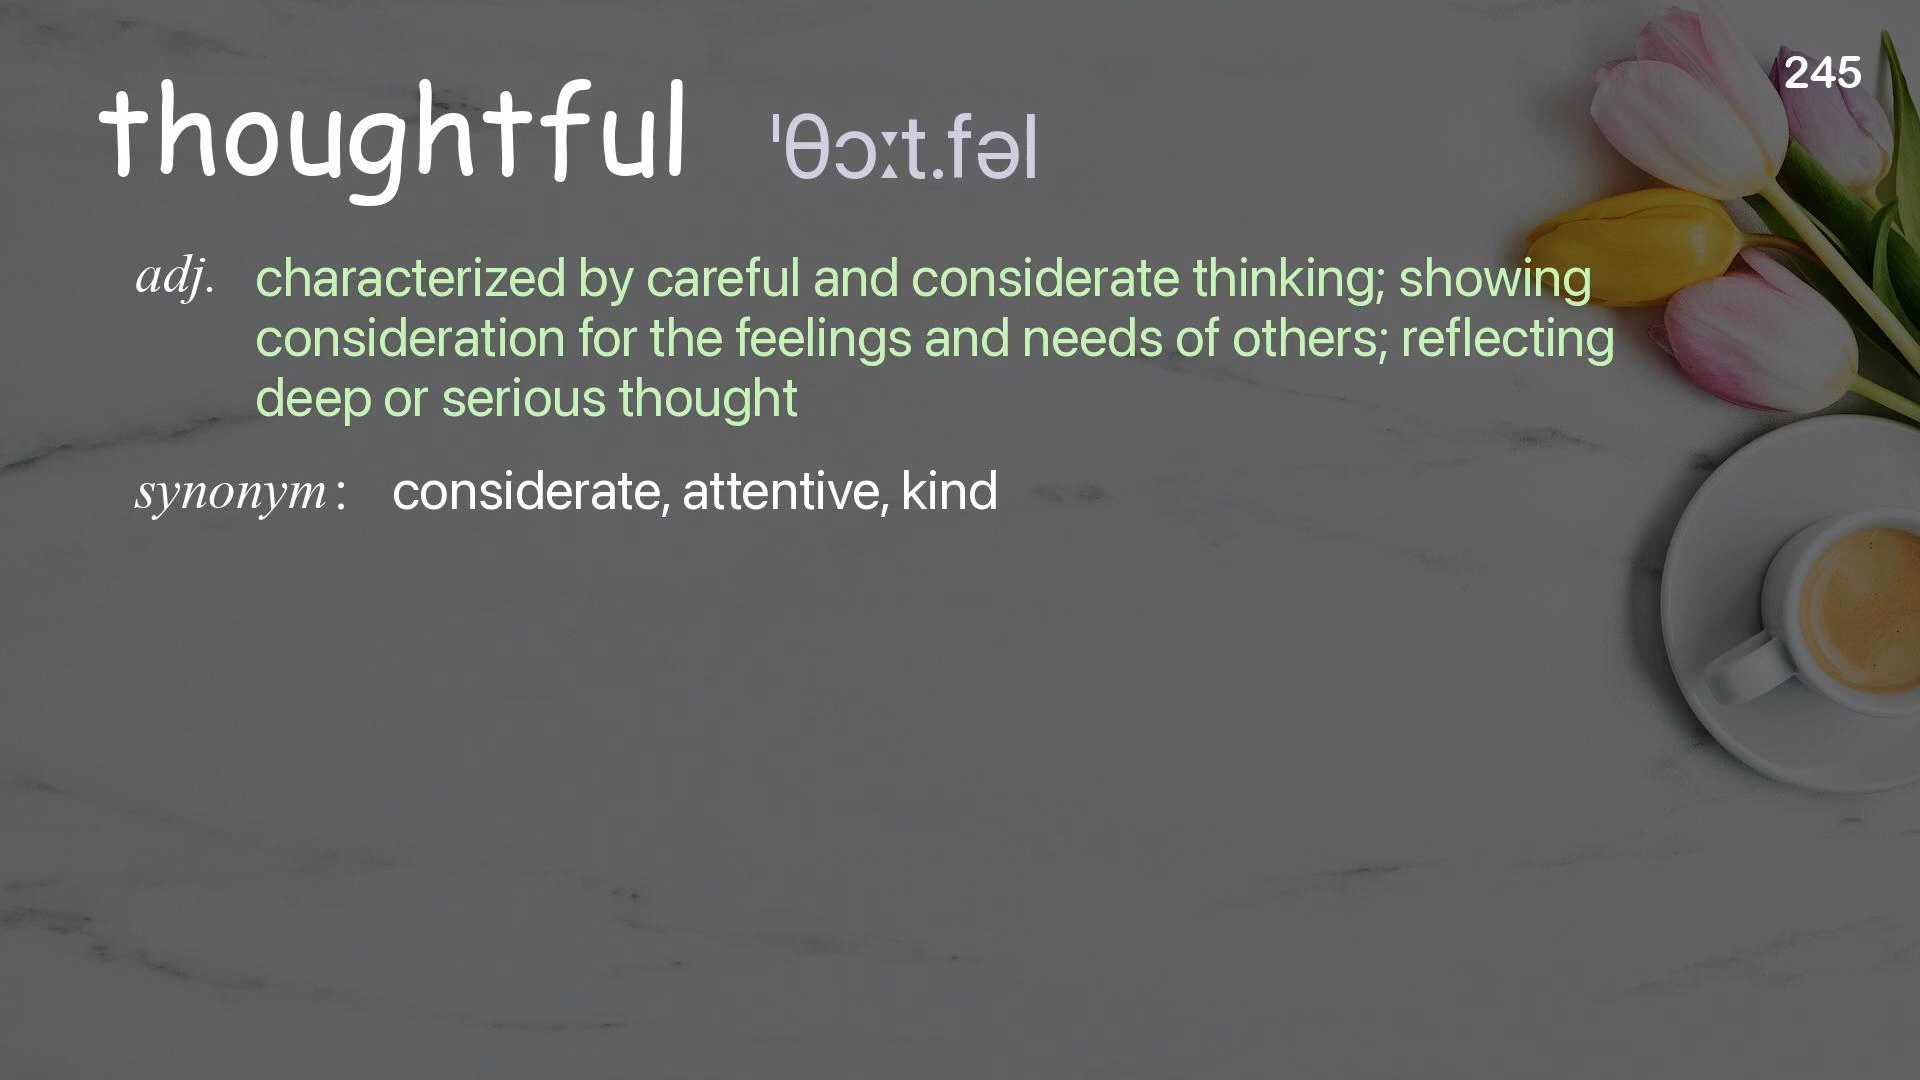 245
thoughtful ˈθɔːt.fəl
adj. characterized by careful and considerate thinking; showing
consideration for the feelings and needs of others; reflecting
deep or serious thought
synonym: considerate, attentive, kind